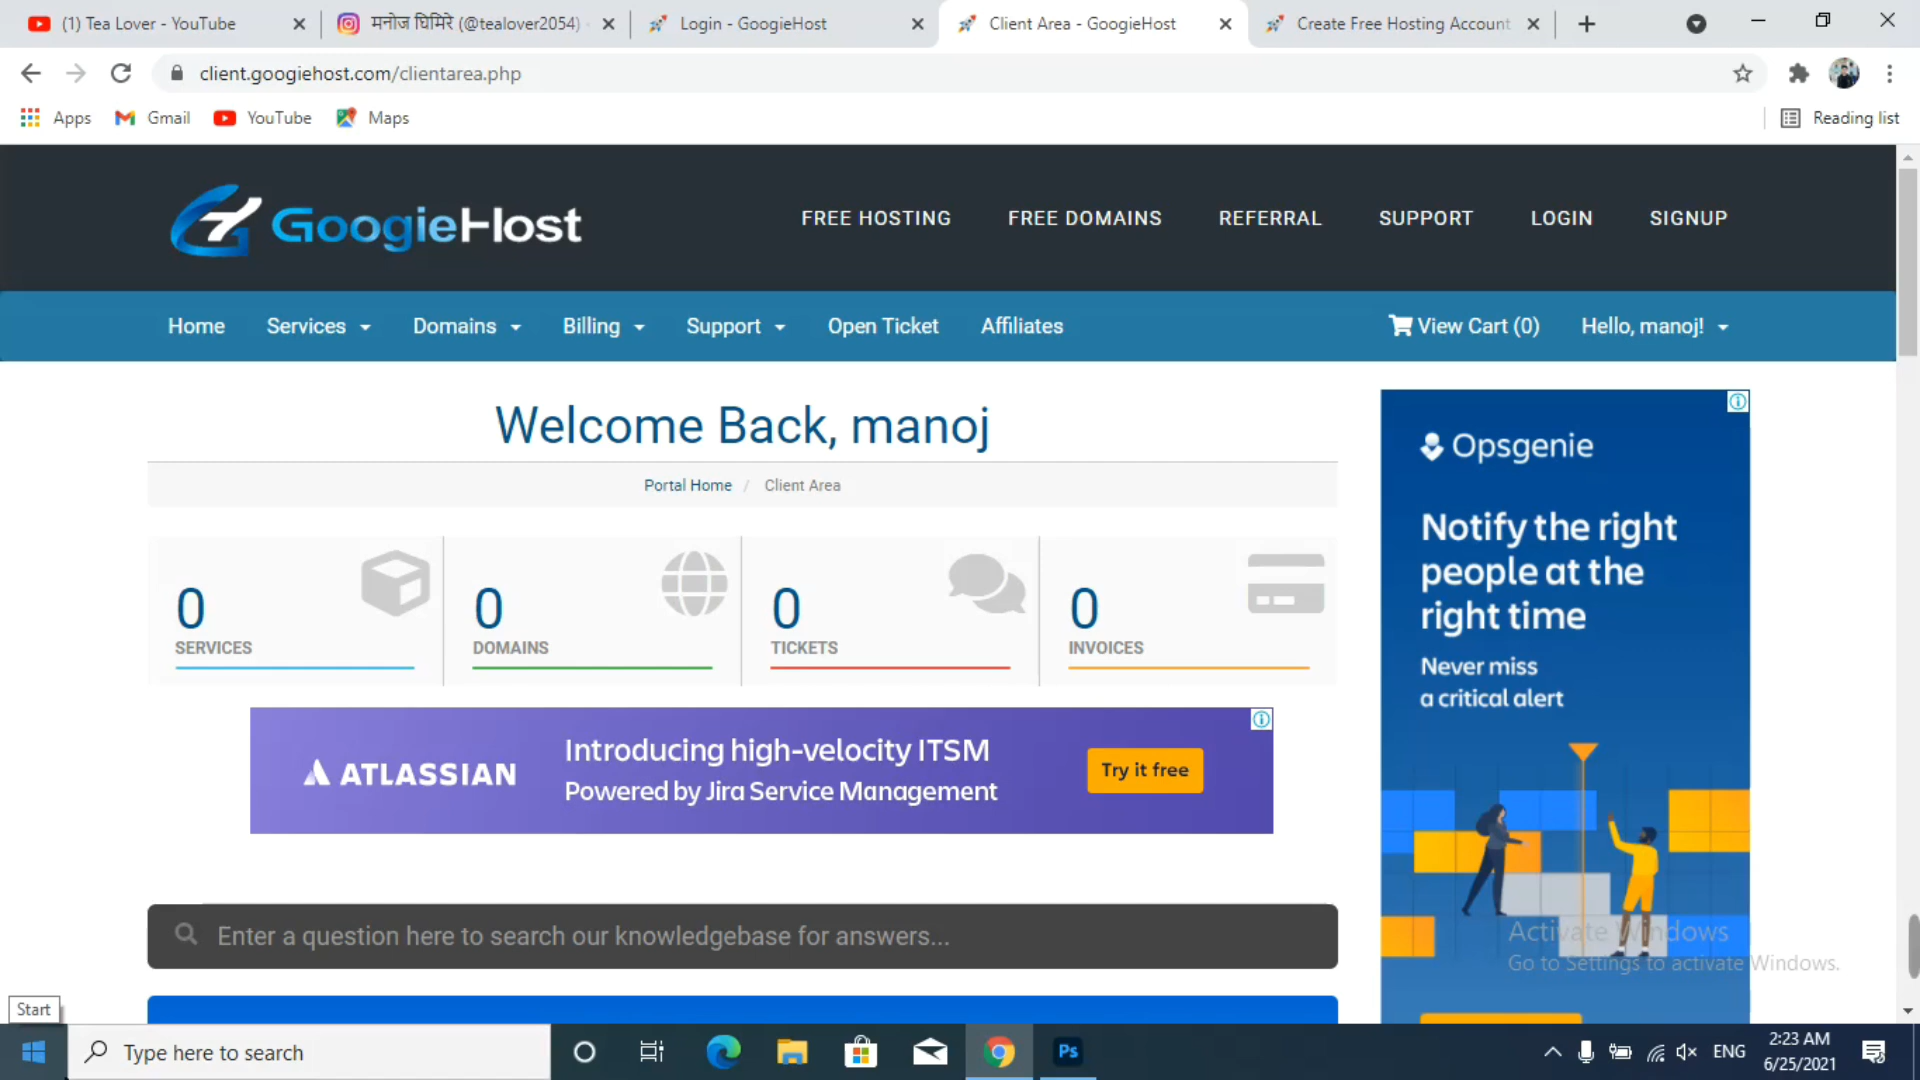 (1) Tea Lover - YouTube
मनोज घिमिरे (@tealover2054)
Login - GoogieHost
Client Area - GoogieHost
Create Free Hosting Account
client.googiehost.com/clientarea.php
Apps
Gmail
YouTube
Maps
Reading list
GoogieHost
FREE HOSTING
FREE DOMAINS
REFERRAL
SUPPORT
LOGIN
SIGNUP
Home
Services
Domains
Billing
Support
Open Ticket
Affiliates
View Cart (0)
Hello, manoj!
Welcome Back, manoj
Portal Home / Client Area
0
SERVICES
0
DOMAINS
0
TICKETS
0
INVOICES
Opsgenie
Notify the right
people at the
right time
Never miss
a critical alert
ATLASSIAN
Introducing high-velocity ITSM
Powered by Jira Service Management
Try it free
Enter a question here to search our knowledgebase for answers...
Activate Windows
Go to Settings to activate Windows.
Start
Type here to search
Ps
ENG
2:23 AM
6/25/2021